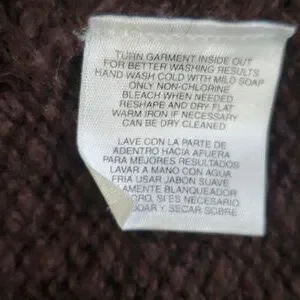 TURN GARMENT INSIDE OUT
FOR BETTER WASHING RESULTS
HAND WASH COLD WITH MILD SOAP
ONLY NON-CHLORINE
BLEACH WHEN NEEDED
RESHAPE AND DRY FLAT
WARM IRON IF NECESSARY
CAN BE DRY CLEANED
LAVE CON LA PARTE DE
ADENTRO HACIA AFUERA
PARA MEJORES RESULTADOS
LAVAR A MANO CON AGUA
FRIA USAR JABON SUAVE
LAMENTE BLANQUEADOR
ORO, SI ES NECESARIO
Y SECAR SOBRE